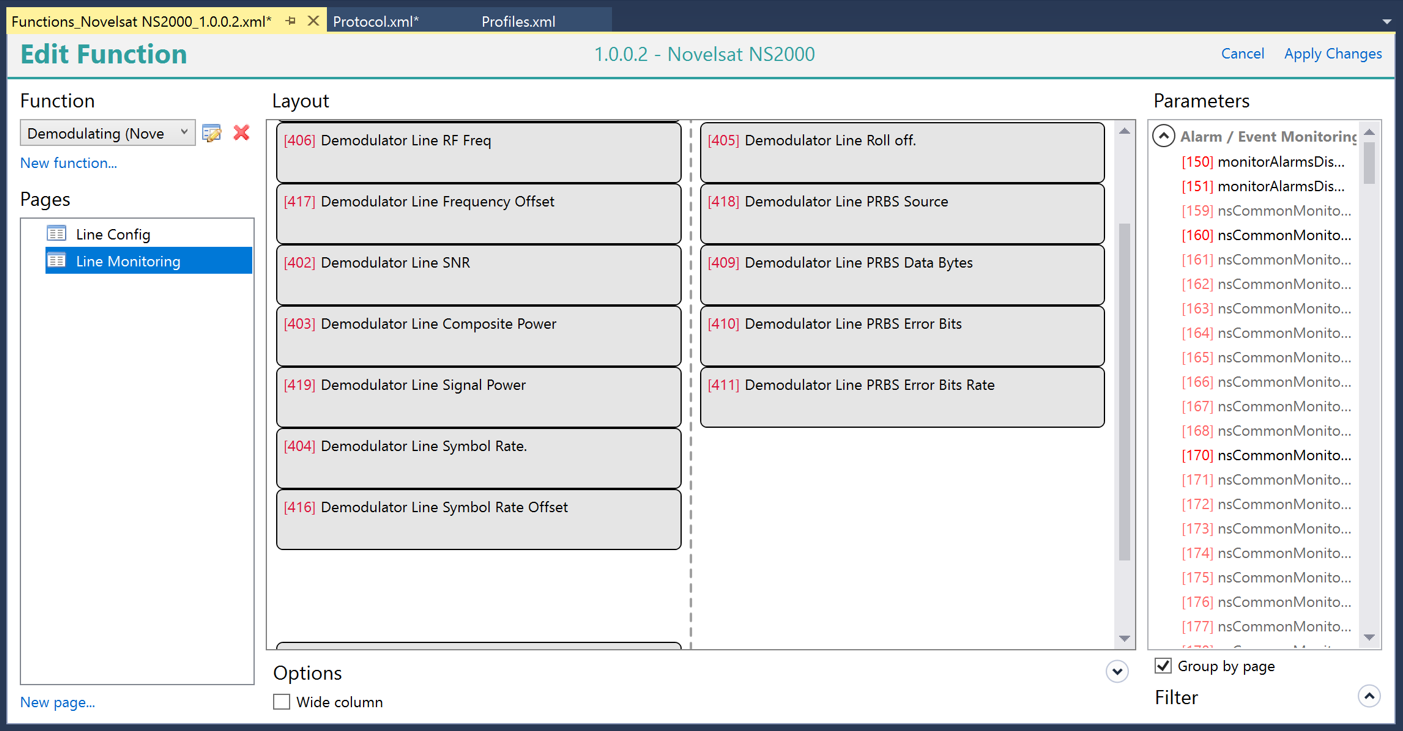 Functions_Novelsat NS2000_1.0.0.2.xml*
Protocol.xml*
Profiles.xml
Edit Function
1.0.0.2 - Novelsat NS2000
Cancel
Apply Changes
Function
Demodulating (Nove
New function...
Pages
Line Config
Line Monitoring
New page...
Layout
[406] Demodulator Line RF Freq
[417] Demodulator Line Frequency Offset
[402] Demodulator Line SNR
[403] Demodulator Line Composite Power
[419] Demodulator Line Signal Power
[404] Demodulator Line Symbol Rate.
[416] Demodulator Line Symbol Rate Offset
[405] Demodulator Line Roll off.
[418] Demodulator Line PRBS Source
[409] Demodulator Line PRBS Data Bytes
[410] Demodulator Line PRBS Error Bits
[411] Demodulator Line PRBS Error Bits Rate
Options
Wide column
Parameters
Alarm / Event Monitoring
[150] monitorAlarmsDis...
[151] monitorAlarmsDis...
[159] nsCommonMonito...
[160] nsCommonMonito...
[161] nsCommonMonito...
[162] nsCommonMonito...
[163] nsCommonMonito...
[164] nsCommonMonito...
[165] nsCommonMonito...
[166] nsCommonMonito...
[167] nsCommonMonito...
[168] nsCommonMonito...
[170] nsCommonMonito...
[171] nsCommonMonito...
[172] nsCommonMonito...
[173] nsCommonMonito...
[174] nsCommonMonito...
[175] nsCommonMonito...
[176] nsCommonMonito...
[177] nsCommonMonito...
Group by page
Filter